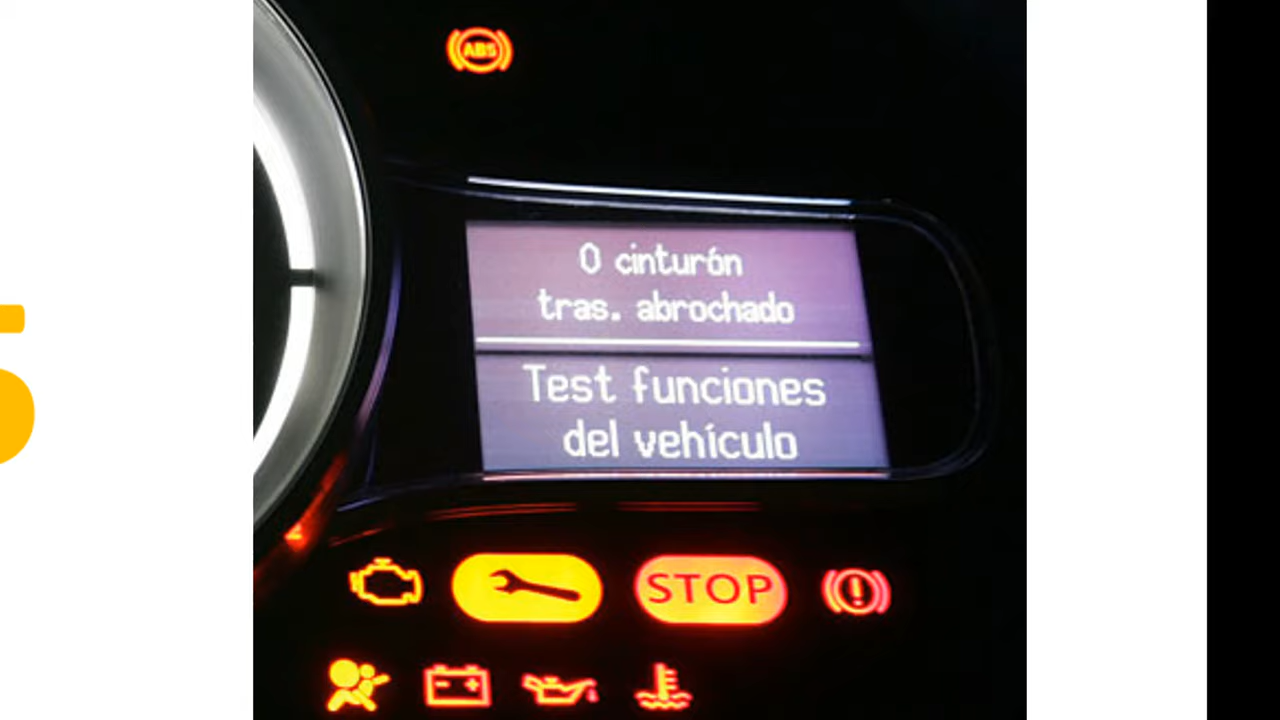 ABS
0 cinturón
tras. abrochado
Test funciones
del vehículo
STOP